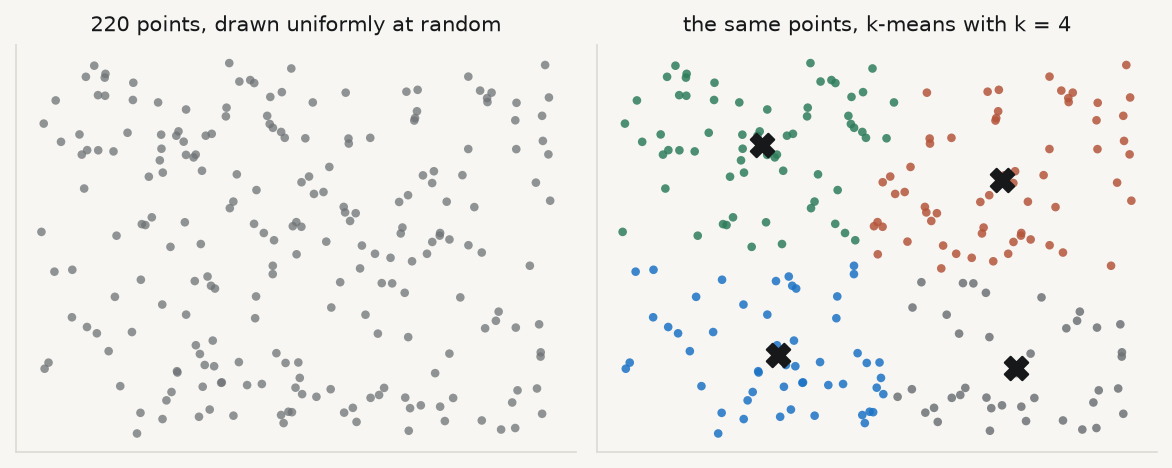 220 points, drawn uniformly at random
the same points, k-means with k = 4